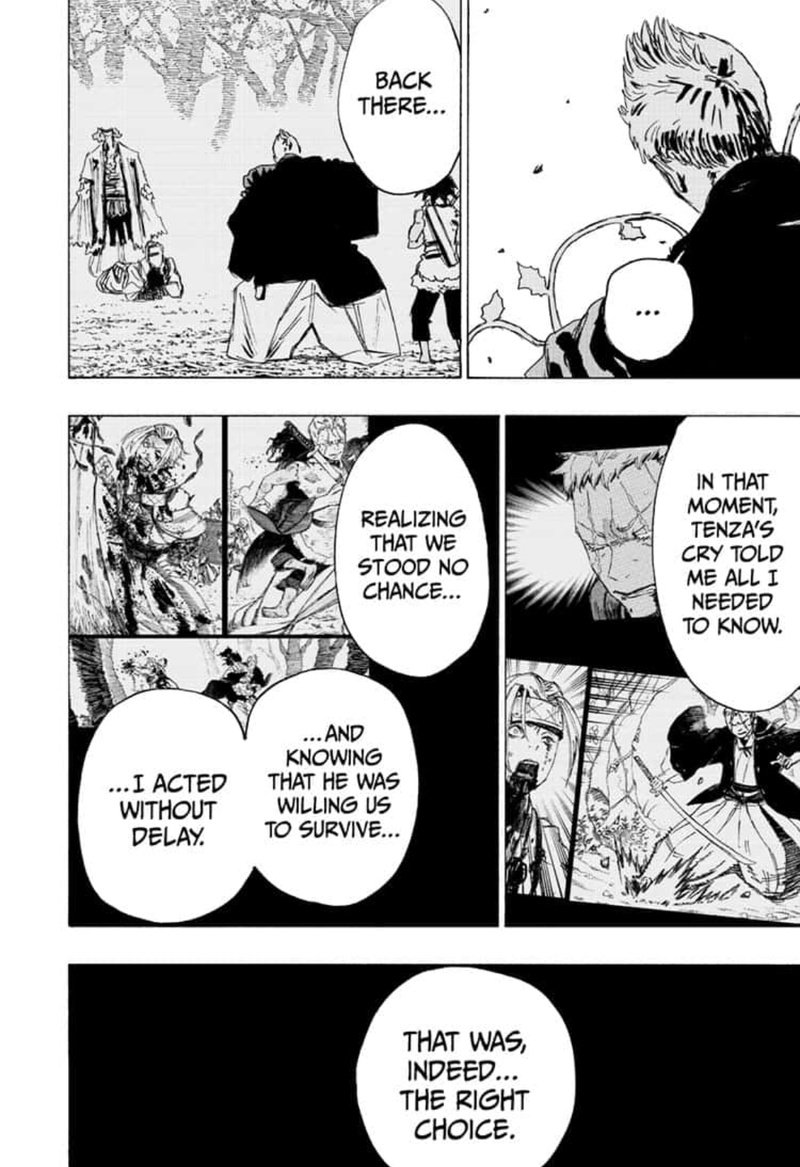 ...
BACK
THERE...
IN THAT
MOMENT,
TENZA'S
CRY TOLD
ME ALL I
NEEDED
TO KNOW.
REALIZING
THAT WE
STOOD NO
CHANCE...
...AND
KNOWING
THAT HE WAS
WILLING US
TO SURVIVE...
...I ACTED
WITHOUT
DELAY.
THAT WAS,
INDEED...
THE RIGHT
CHOICE.